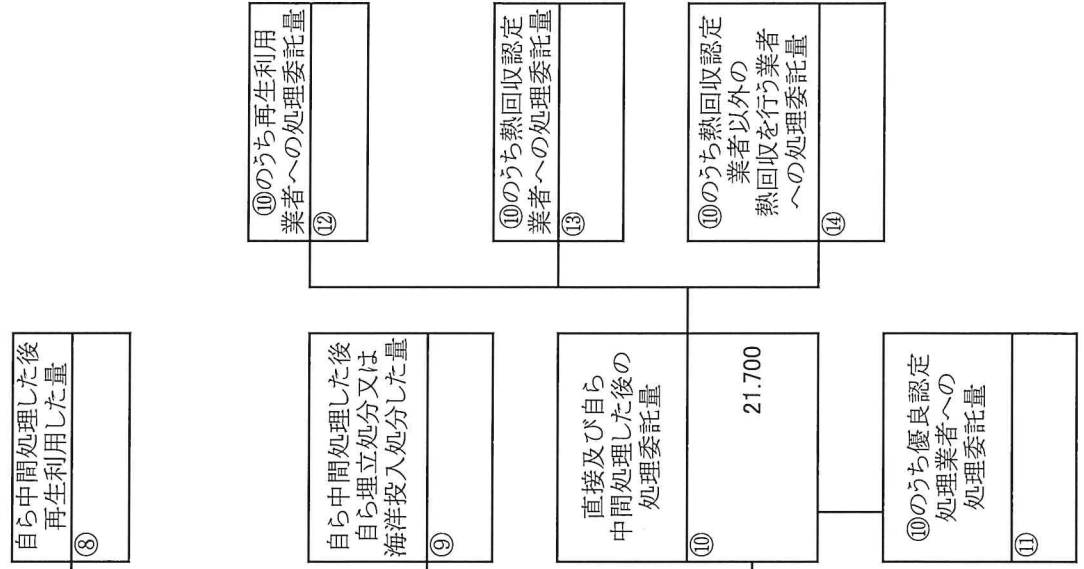 自ら中間処理した後
再生利用した量
⑧
自ら中間処理した後
自ら埋立処分又は
海洋投入処分した量
⑨
直接及び自ら
中間処理した後の
処理委託量
⑩
21.700
⑩のうち優良認定
処理業者への
処理委託量
⑪
⑩のうち再生利用
業者への処理委託量
⑫
⑩のうち熱回収認定
業者への処理委託量
⑬
⑩のうち熱回収認定
業者以外の
熱回収を行う業者
への処理委託量
⑭